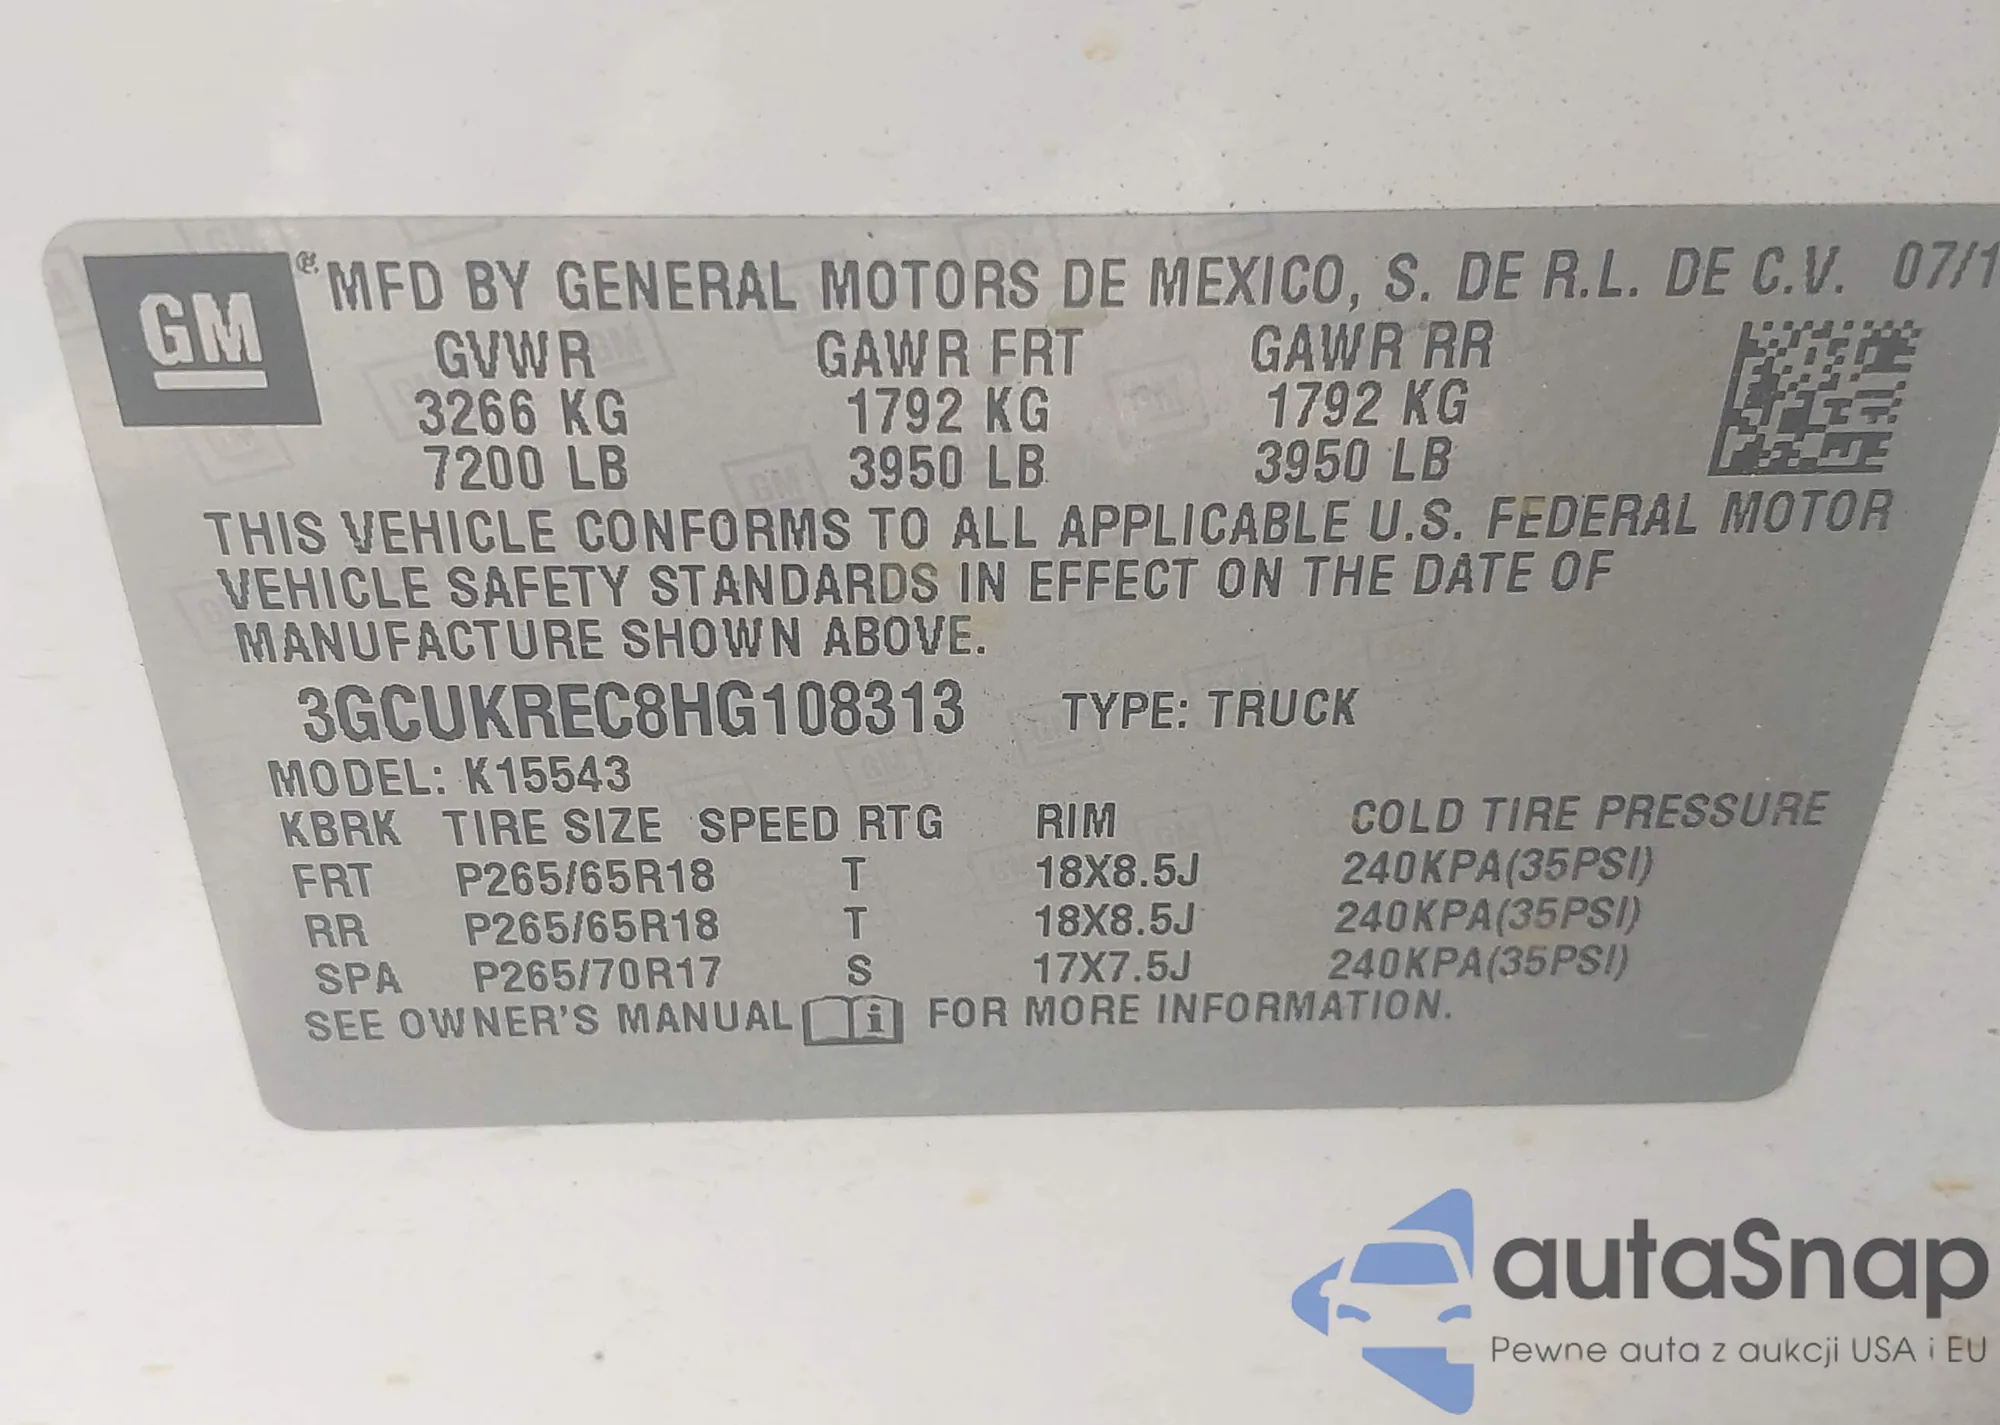 GM ® MFD BY GENERAL MOTORS DE MEXICO, S. DE R.L. DE C.V. 07/1
GVWR GAWR FRT GAWR RR
3266 KG 1792 KG 1792 KG
7200 LB 3950 LB 3950 LB
THIS VEHICLE CONFORMS TO ALL APPLICABLE U.S. FEDERAL MOTOR
VEHICLE SAFETY STANDARDS IN EFFECT ON THE DATE OF
MANUFACTURE SHOWN ABOVE.
3GCUKREC8HG108313 TYPE: TRUCK
MODEL: K15543
KBRK TIRE SIZE SPEED RTG RIM COLD TIRE PRESSURE
FRT P265/65R18 T 18X8.5J 240KPA(35PSI)
RR P265/65R18 T 18X8.5J 240KPA(35PSI)
SPA P265/70R17 S 17X7.5J 240KPA(35PSI)
SEE OWNER'S MANUAL i FOR MORE INFORMATION.
autaSnap
Pewne auta z aukcji USA i EU